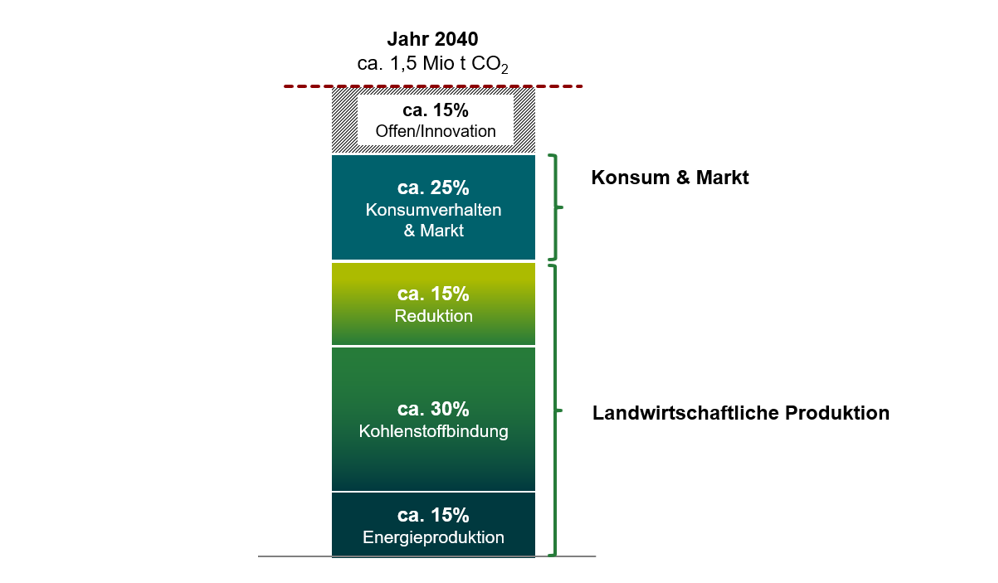 Jahr 2040
ca. 1,5 Mio t CO₂
ca. 15%
Offen/Innovation
ca. 25%
Konsumverhalten
& Markt
Konsum & Markt
ca. 15%
Reduktion
ca. 30%
Kohlenstoffbindung
Landwirtschaftliche Produktion
ca. 15%
Energieproduktion